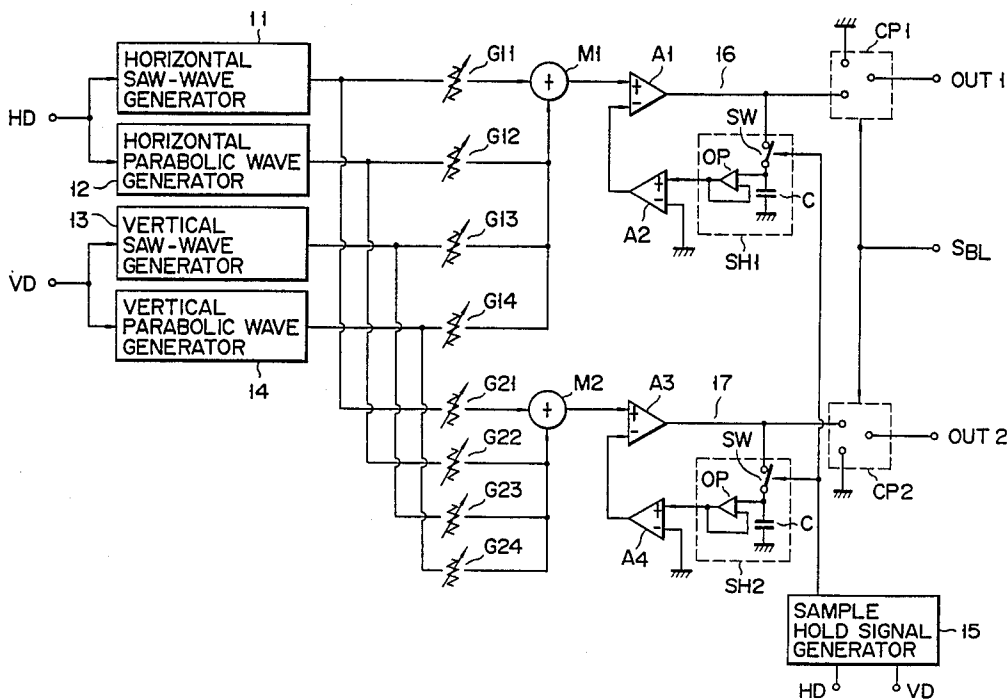 11
HORIZONTAL
SAW-WAVE
GENERATOR
HD
HORIZONTAL
PARABOLIC WAVE
GENERATOR
12
13
VERTICAL
SAW-WAVE
GENERATOR
VD
VERTICAL
PARABOLIC WAVE
GENERATOR
14
G11
G12
G13
G14
G21
G22
G23
G24
M1
+
A1
+
-
16
CP1
OUT 1
SW
OP
C
A2
+
-
SH1
SBL
M2
+
A3
+
-
17
OUT 2
CP2
SW
OP
C
A4
+
-
SH2
SAMPLE
HOLD SIGNAL
GENERATOR
15
HD
VD